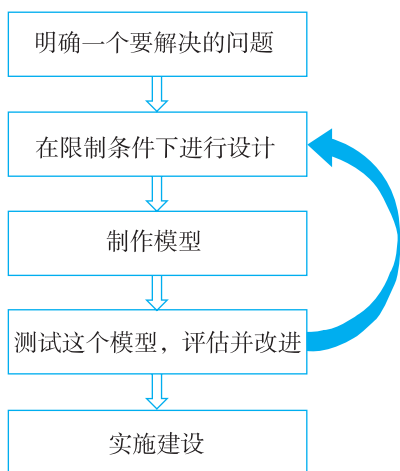 明确一个要解决的问题
在限制条件下进行设计
制作模型
测试这个模型，评估并改进
实施建设